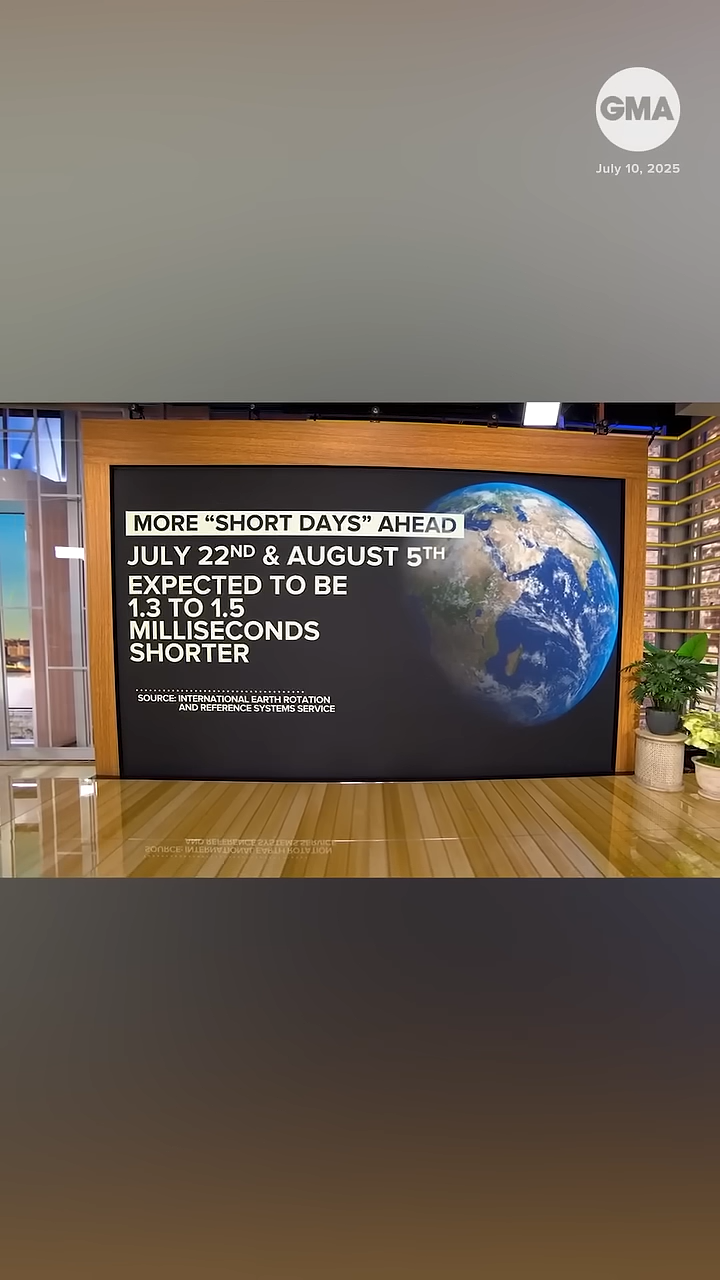 GMA
July 10, 2025
MORE “SHORT DAYS” AHEAD
JULY 22ND & AUGUST 5TH
EXPECTED TO BE
1.3 TO 1.5
MILLISECONDS
SHORTER
SOURCE: INTERNATIONAL EARTH ROTATION
AND REFERENCE SYSTEMS SERVICE